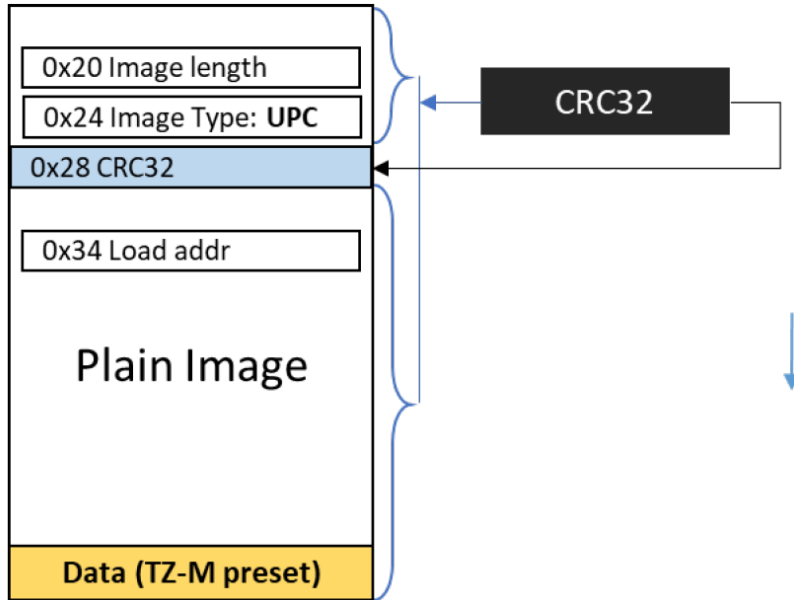 0x20 Image length
0x24 Image Type: UPC
CRC32
0x28 CRC32
0x34 Load addr
Plain Image
Data (TZ-M preset)